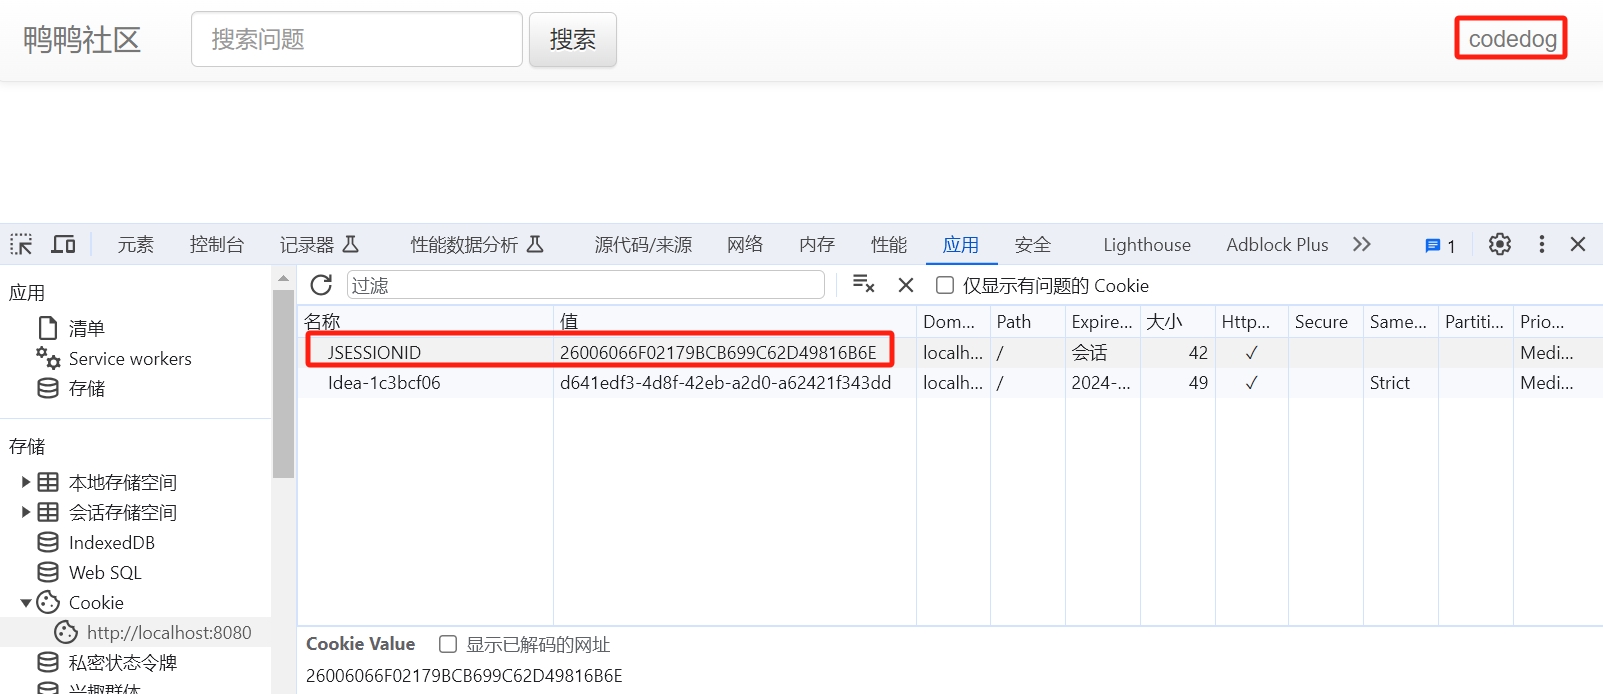 鸭鸭社区 搜索问题 搜索 codedog
元素 控制台 记录器 性能数据分析 源代码/来源 网络 内存 性能 应用 安全 Lighthouse Adblock Plus 1
应用
清单
Service workers
存储
存储
本地存储空间
会话存储空间
IndexedDB
Web SQL
Cookie
http://localhost:8080
私密状态令牌
兴趣群体
过滤 仅显示有问题的 Cookie
名称 值 Dom... Path Expire... 大小 Http... Secure Same... Partiti... Prio...
JSESSIONID 26006066F02179BCB699C62D49816B6E localh... / 会话 42 ✓ Medi...
Idea-1c3bcf06 d641edf3-4d8f-42eb-a2d0-a62421f343dd localh... / 2024-... 49 ✓ Strict Medi...
Cookie Value 显示已解码的网址
26006066F02179BCB699C62D49816B6E